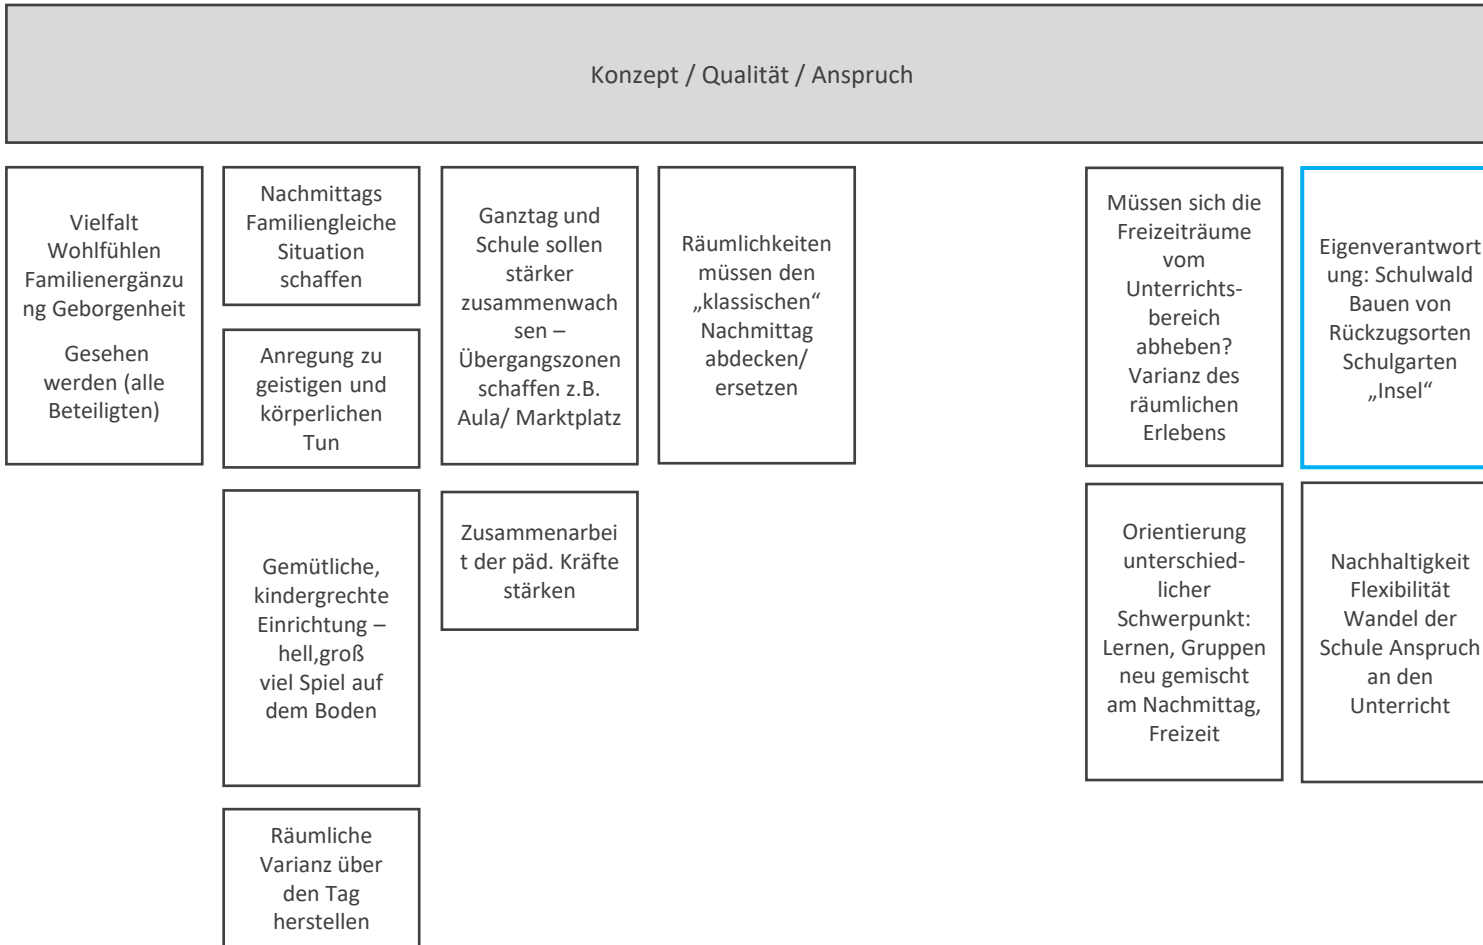 Konzept / Qualität / Anspruch
Vielfalt
Wohlfühlen
Familienergänzu
ng Geborgenheit
Gesehen
werden (alle
Beteiligten)
Nachmittags
Familiengleiche
Situation
schaffen
Anregung zu
geistigen und
körperlichen
Tun
Gemütliche,
kindergrechte
Einrichtung –
hell,groß
viel Spiel auf
dem Boden
Räumliche
Varianz über
den Tag
herstellen
Ganztag und
Schule sollen
stärker
zusammenwach
sen –
Übergangszonen
schaffen z.B.
Aula/ Marktplatz
Zusammenarbei
t der päd. Kräfte
stärken
Räumlichkeiten
müssen den
„klassischen“
Nachmittag
abdecken/
ersetzen
Müssen sich die
Freizeiträume
vom
Unterrichts-
bereich
abheben?
Varianz des
räumlichen
Erlebens
Orientierung
unterschied-
licher
Schwerpunkt:
Lernen, Gruppen
neu gemischt
am Nachmittag,
Freizeit
Eigenverantwort
ung: Schulwald
Bauen von
Rückzugsorten
Schulgarten
„Insel“
Nachhaltigkeit
Flexibilität
Wandel der
Schule Anspruch
an den
Unterricht